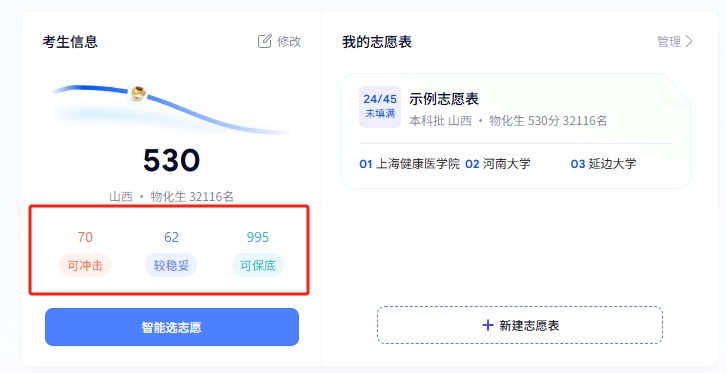 考生信息
修改
530
山西 · 物化生 32116名
70
62
995
可冲击
较稳妥
可保底
智能选志愿
我的志愿表
管理
24/45
未填满
示例志愿表
本科批 山西 · 物化生 530分 32116名
01 上海健康医学院 02 河南大学 03 延边大学
新建志愿表